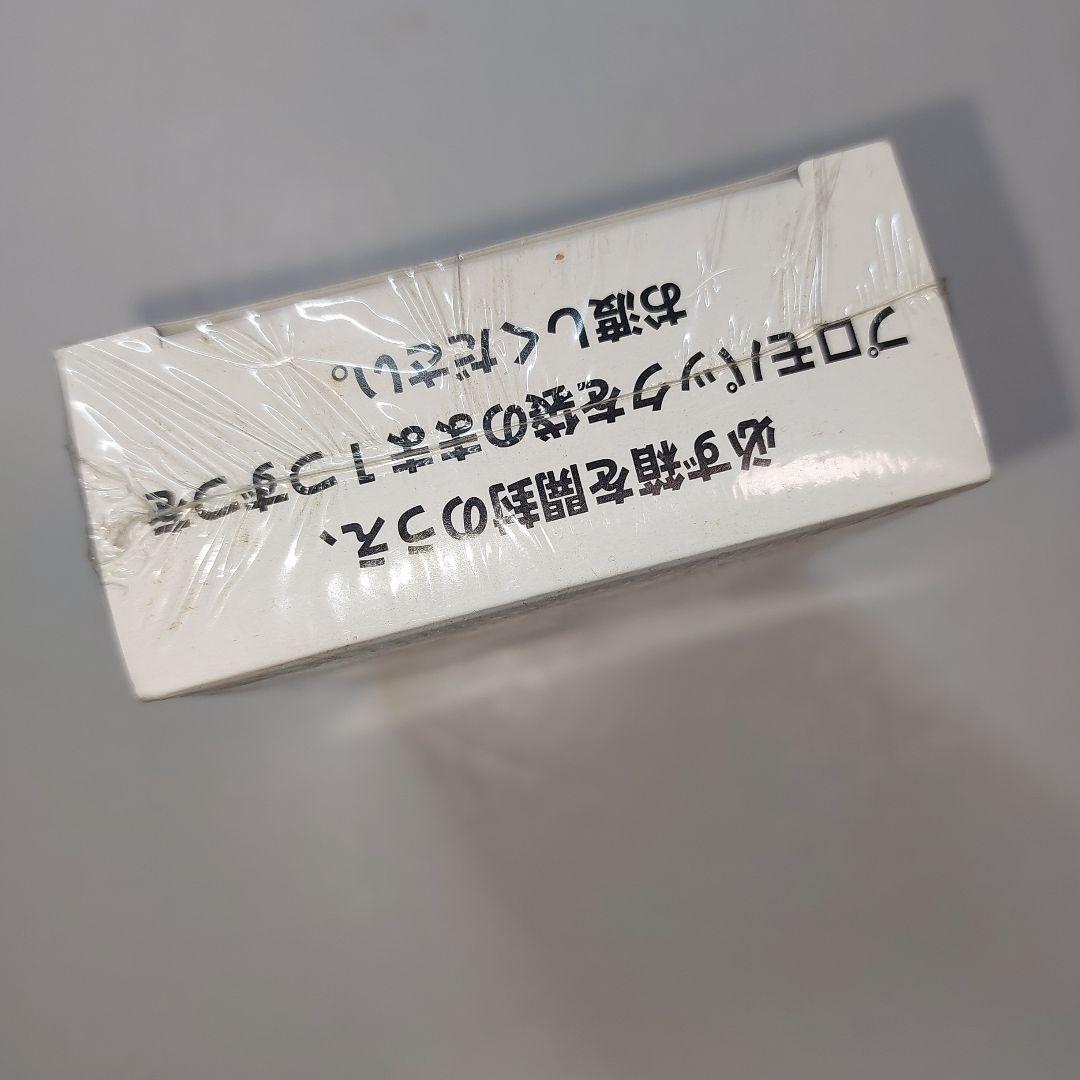 必ず箱を開封のうえ、
プロモパックを袋のまま1つずつを
お渡しください。